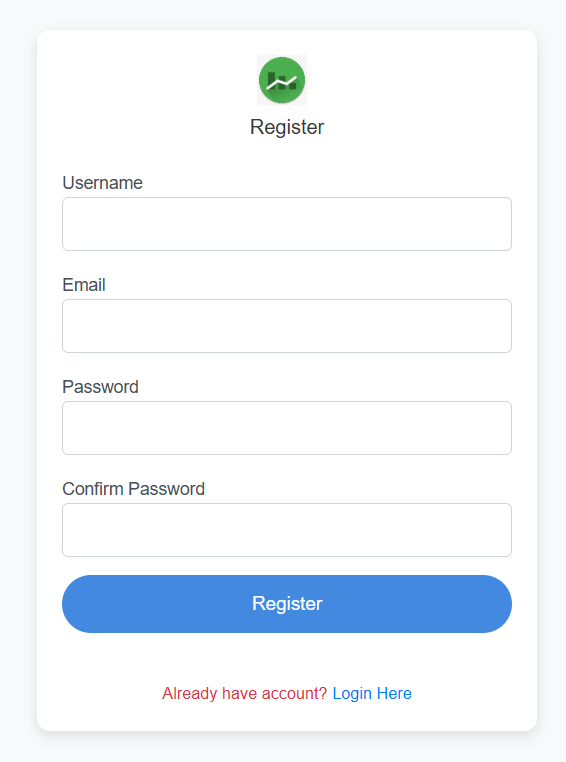 Register
Username
Email
Password
Confirm Password
Register
Already have account? Login Here